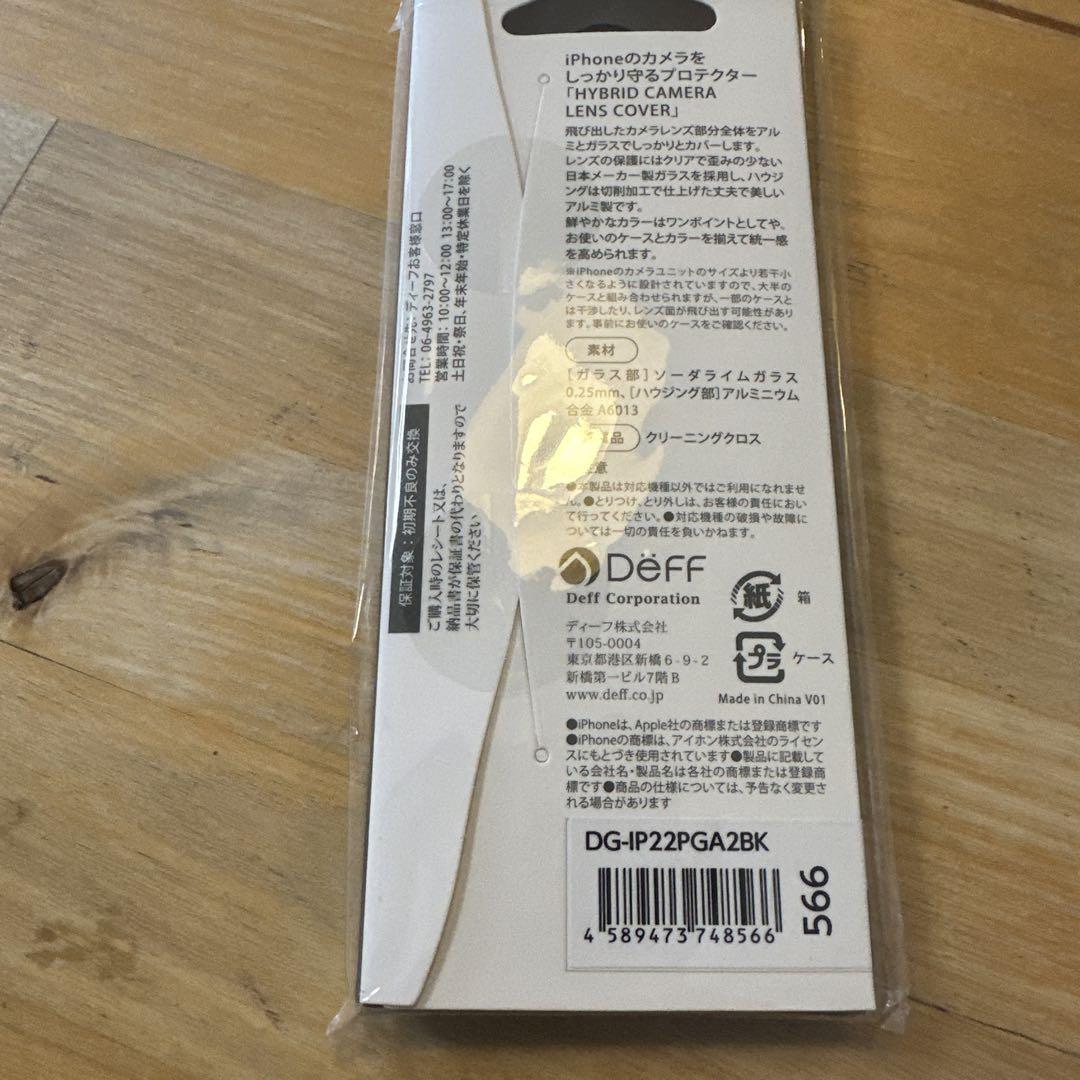 iPhoneのカメラを
しっかり守るプロテクター
「HYBRID CAMERA
LENS COVER」
飛び出したカメラレンズ部分全体をアル
ミとガラスでしっかりとカバーします。
レンズの保護にはクリアで歪みの少ない
日本メーカー製ガラスを採用し、ハウジ
ングは切削加工で仕上げた丈夫で美しい
アルミ製です。
鮮やかなカラーはワンポイントとしてや。
お使いのケースとカラーを揃えて統一感
を高められます。
※iPhoneのカメラユニットのサイズより若干小
さくなるように設計されていますので、大半の
ケースと組み合わせられますが、一部のケースと
は干渉したり、レンズ面が飛び出す可能性があり
ます。事前にお使いのケースをご確認ください。
素材
[ガラス部]ソーダライムガラス
0.25mm、[ハウジング部]アルミニウム
合金 A6013
品 クリーニングクロス
意
●本製品は対応機種以外ではご利用になれませ
ん。●とりつけ、とり外しは、お客様の責任におい
て行ってください。●対応機種の破損や故障に
ついては一切の責任を負いかねます。
DëFF
Deff Corporation
ディーフ株式会社
〒105-0004
東京都港区新橋6-9-2
新橋第一ビル7階B
www.deff.co.jp
紙 箱
プラ ケース
Made in China V01
●iPhoneは、Apple社の商標または登録商標です
●iPhoneの商標は、アイホン株式会社のライセン
スにもとづき使用されています●製品に記載して
いる会社名・製品名は各社の商標または登録商
標です●商品の仕様については、予告なく変更さ
れる場合があります
DG-IP22PGA2BK
4 589473 748566
566
保証対象：初期不良のみ交換
ご購入時のレシート又は、
納品書が保証書の代わりとなりますので
大切に保管ください
お問合せ先：ディーフお客様窓口
TEL: 06-4963-2797
営業時間：10:00～12:00 13:00～17:00
土日祝・祭日、年末年始・特定休業日を除く